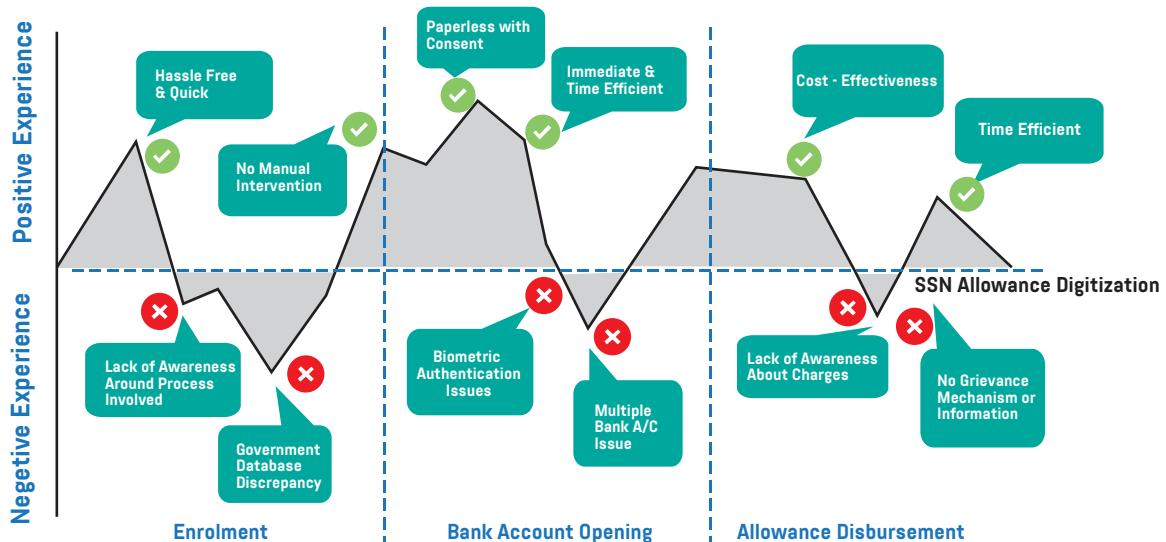 Positive Experience
Negetive Experience
Hassle Free
& Quick
No Manual
Intervention
Lack of Awareness
Around Process
Involved
Government
Database
Discrepancy
Enrolment
Paperless with
Consent
Immediate &
Time Efficient
Biometric
Authentication
Issues
Multiple
Bank A/C
Issue
Bank Account Opening
Cost - Effectiveness
Time Efficient
SSN Allowance Digitization
Lack of Awareness
About Charges
No Grievance
Mechanism or
Information
Allowance Disbursement